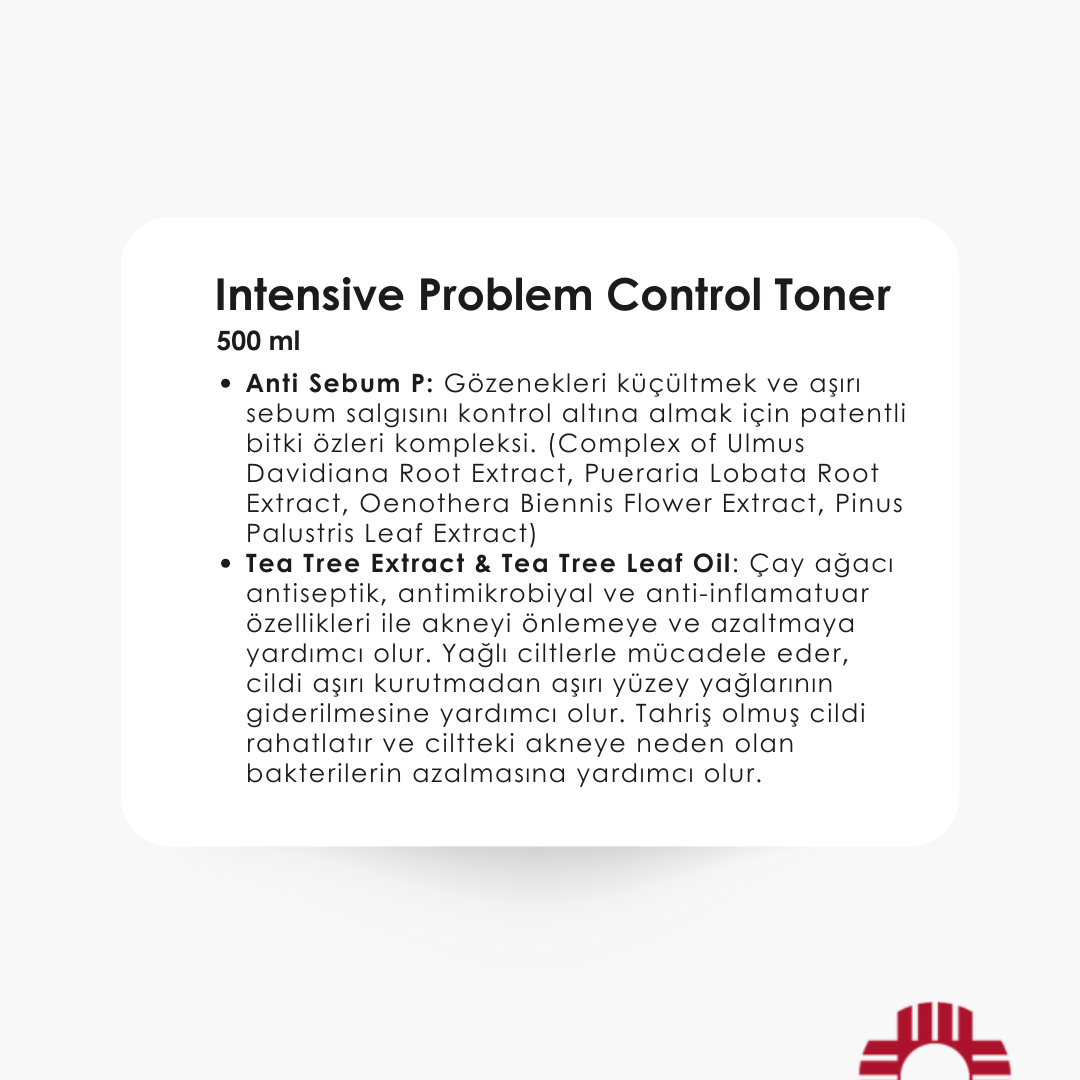 Intensive Problem Control Toner
500 ml
• Anti Sebum P: Gözenekleri küçültmek ve aşırı
sebum salgısını kontrol altına almak için patentli
bitki özleri kompleksi. (Complex of Ulmus
Davidiana Root Extract, Pueraria Lobata Root
Extract, Oenothera Biennis Flower Extract, Pinus
Palustris Leaf Extract)
• Tea Tree Extract & Tea Tree Leaf Oil: Çay ağacı
antiseptik, antimikrobiyal ve anti-inflamatuar
özellikleri ile akneyi önlemeye ve azaltmaya
yardımcı olur. Yağlı ciltlerle mücadele eder,
cildi aşırı kurutmadan aşırı yüzey yağlarının
giderilmesine yardımcı olur. Tahriş olmuş cildi
rahatlatır ve ciltteki akneye neden olan
bakterilerin azalmasına yardımcı olur.